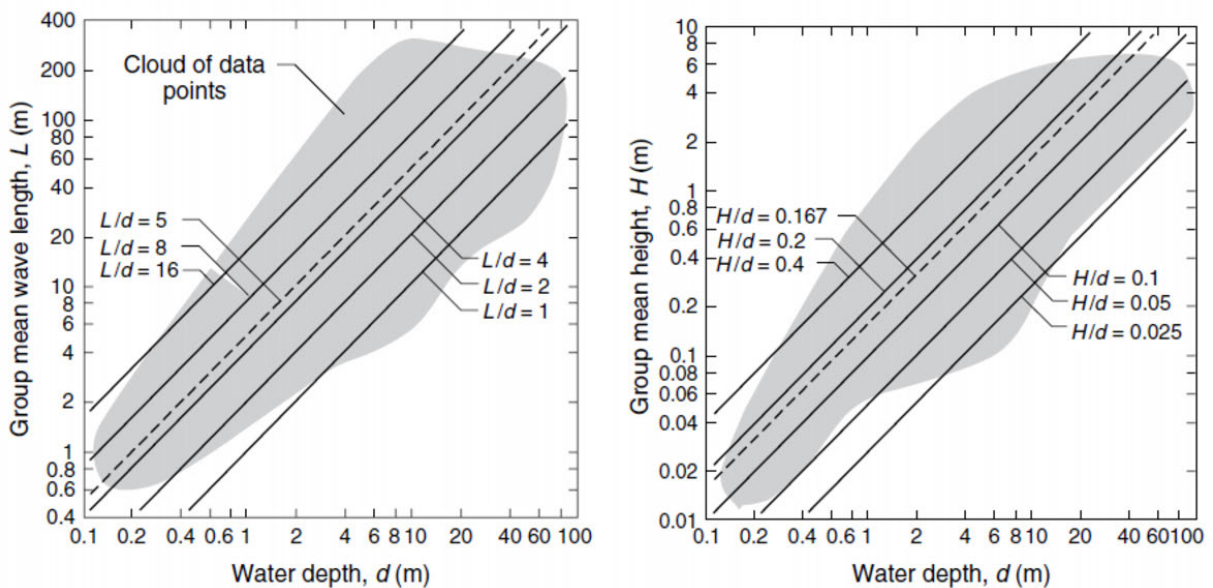 400
200
100
80
60
40
20
10
8
6
4
2
1
0.8
0.6
0.4
Group mean wave length, L (m)
Cloud of data
points
L/d = 5
L/d = 8
L/d = 16
L/d = 4
L/d = 2
L/d = 1
0.1 0.2 0.4 0.6 1 2 4 6 8 10 20 40 60 100
Water depth, d (m)
10
8
6
4
2
1
0.8
0.6
0.4
0.2
0.1
0.08
0.06
0.04
0.02
0.01
Group mean height, H (m)
H/d = 0.167
H/d = 0.2
H/d = 0.4
H/d = 0.1
H/d = 0.05
H/d = 0.025
0.1 0.2 0.4 0.6 1 2 4 6 8 10 20 40 60 100
Water depth, d (m)